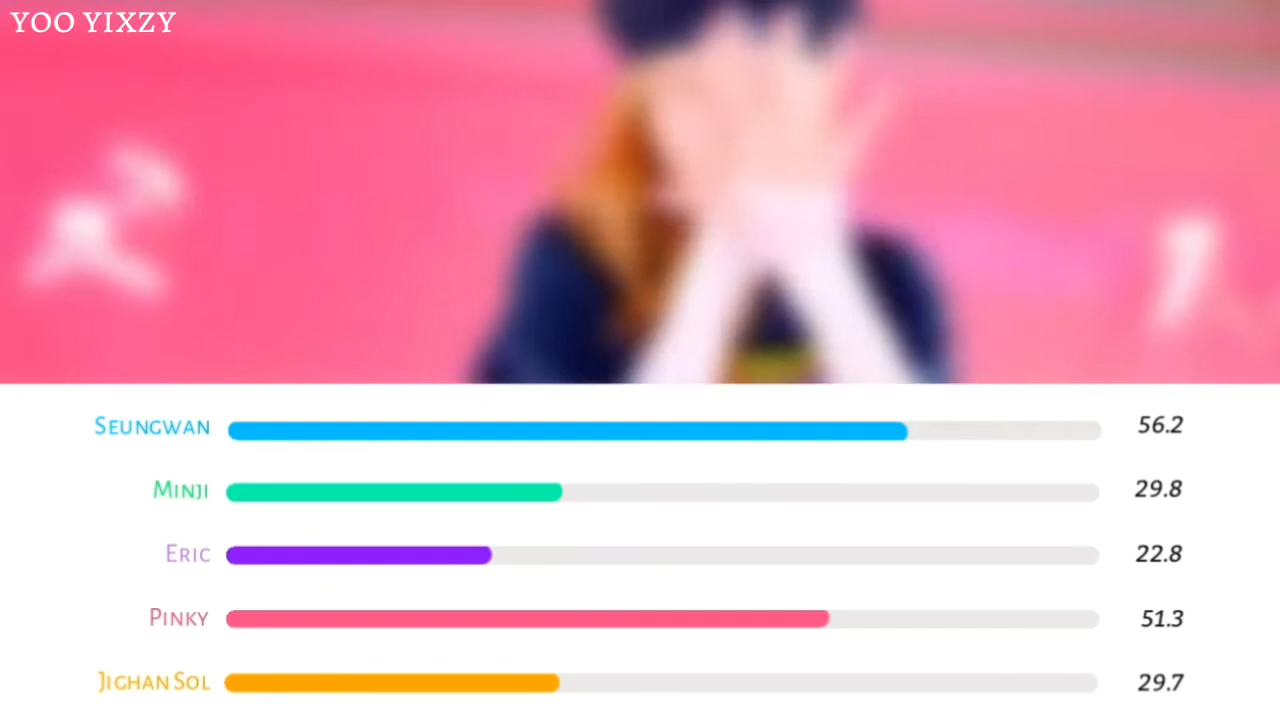 YOO YIXZY
Seungwan 56.2
Minji 29.8
Eric 22.8
Pinky 51.3
Jighan Sol 29.7